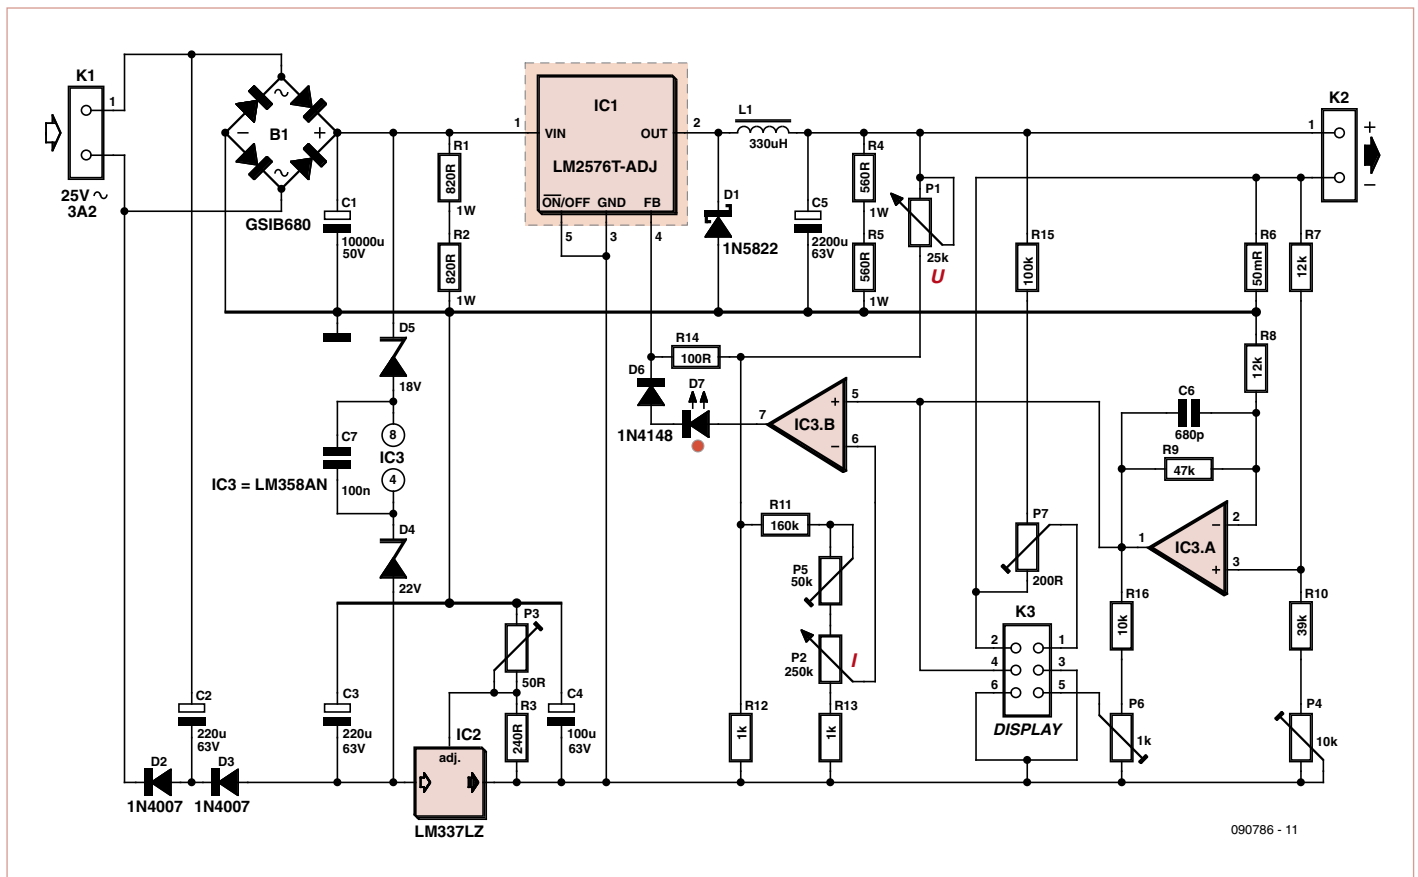 K1
1
25V ~
3A2
B1
~
~
−
+
GSIB680
C1
10000u
50V
R1
820R
1W
R2
820R
1W
1
VIN
IC1
OUT
2
LM2576T-ADJ
ON/OFF
GND
FB
5
3
4
L1
330uH
D1
1N5822
C5
2200u
63V
R4
560R
1W
R5
560R
1W
P1
25k
U
R15
100k
R6
50mR
R7
12k
K2
1
+
−
R8
12k
D5
18V
C7
100n
8
IC3
4
IC3 = LM358AN
D4
22V
R14
100R
D6
1N4148
D7
7
IC3.B
+
−
5
6
C6
680p
R9
47k
1
IC3.A
−
+
2
3
R11
160k
P5
50k
P2
250k
I
P7
200R
R16
10k
R10
39k
K3
2
1
4
3
6
5
DISPLAY
P6
1k
P4
10k
P3
50R
R3
240R
C2
220u
63V
C3
220u
63V
C4
100u
63V
R12
1k
R13
1k
D2
1N4007
D3
1N4007
IC2
adj.
LM337LZ
090786 - 11